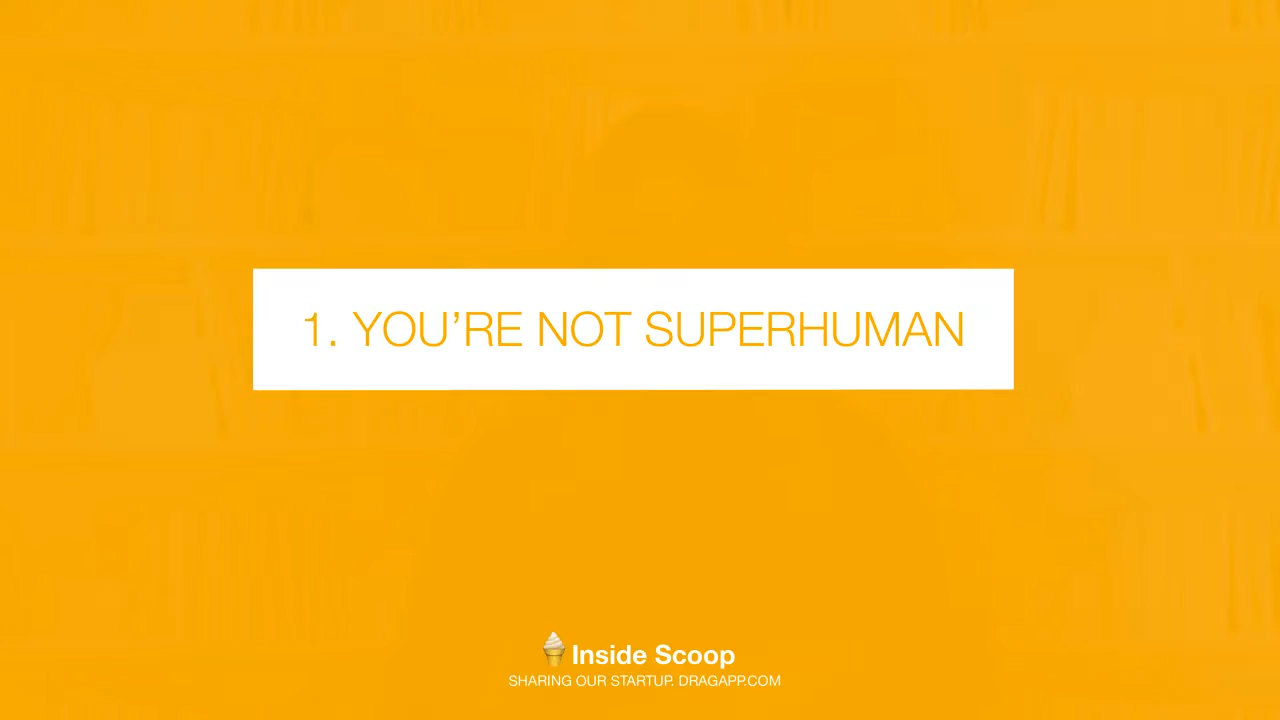 1. YOU’RE NOT SUPERHUMAN
Inside Scoop
SHARING OUR STARTUP. DRAGAPP.COM